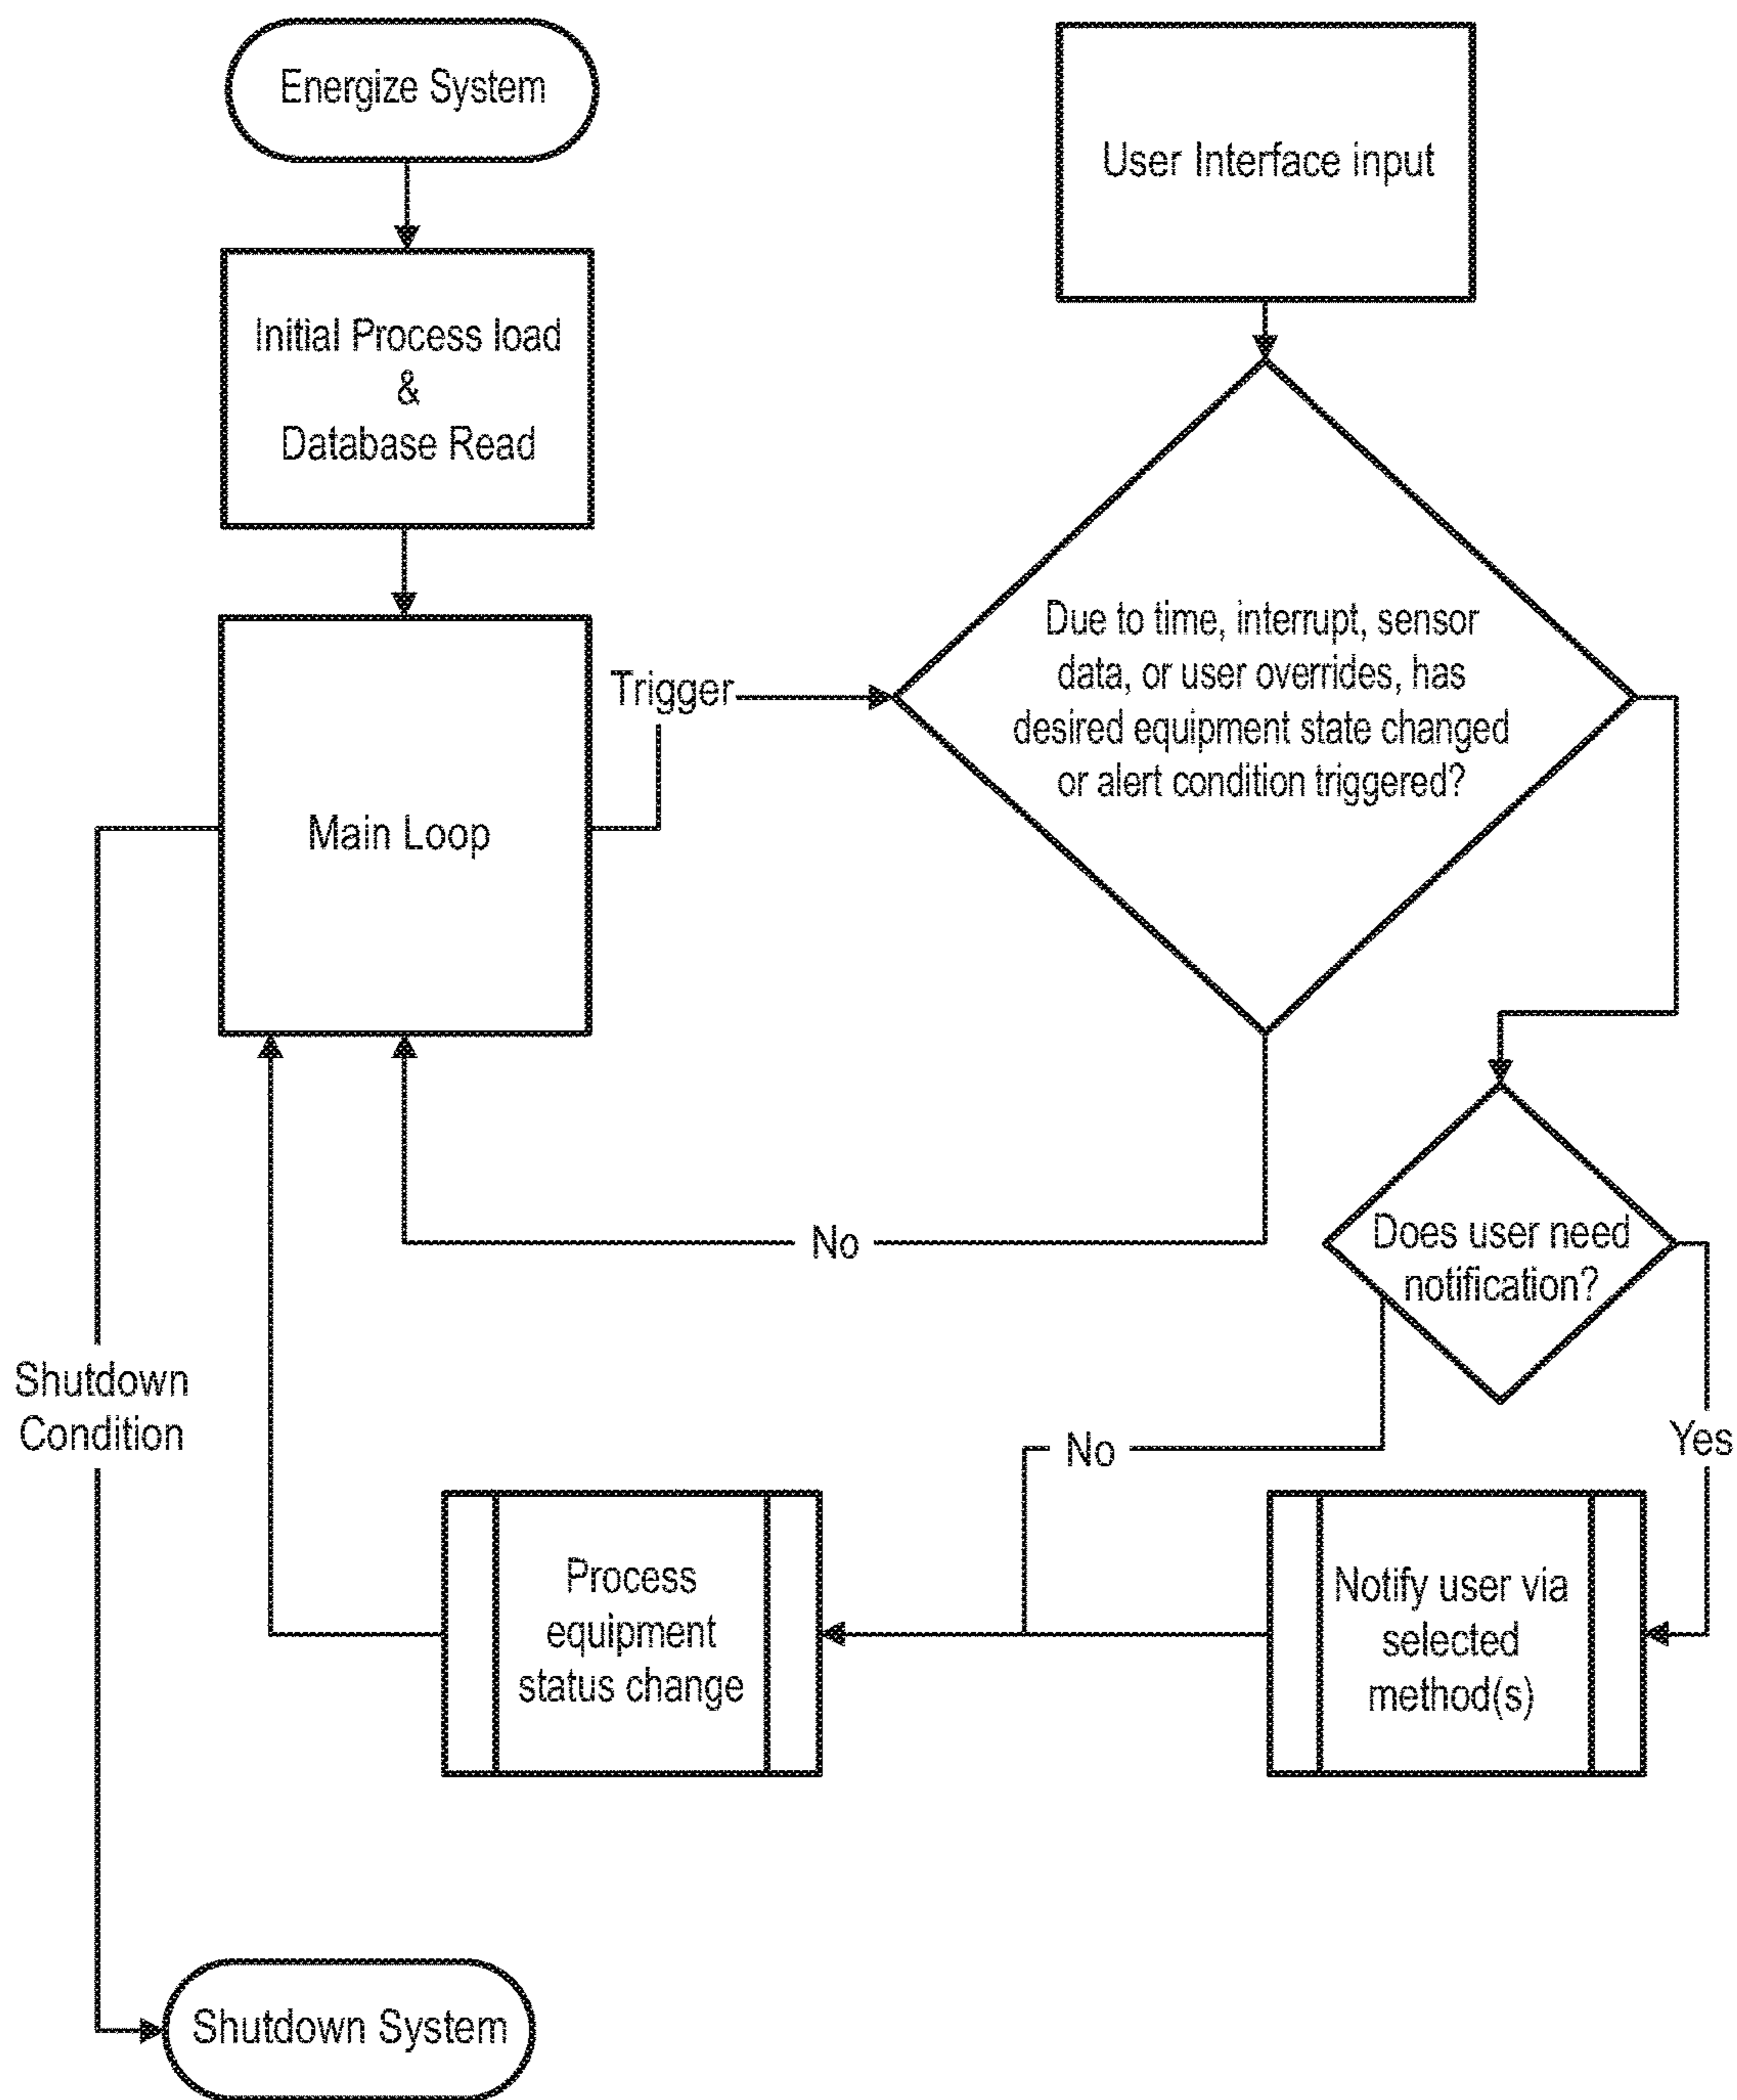 Energize System
User Interface input
Initial Process load
&
Database Read
Due to time, interrupt, sensor
data, or user overrides, has
desired equipment state changed
or alert condition triggered?
Trigger
Main Loop
Does user need
notification?
No
Shutdown
Condition
Yes
No
Process
equipment
status change
Notify user via
selected
method(s)
Shutdown System